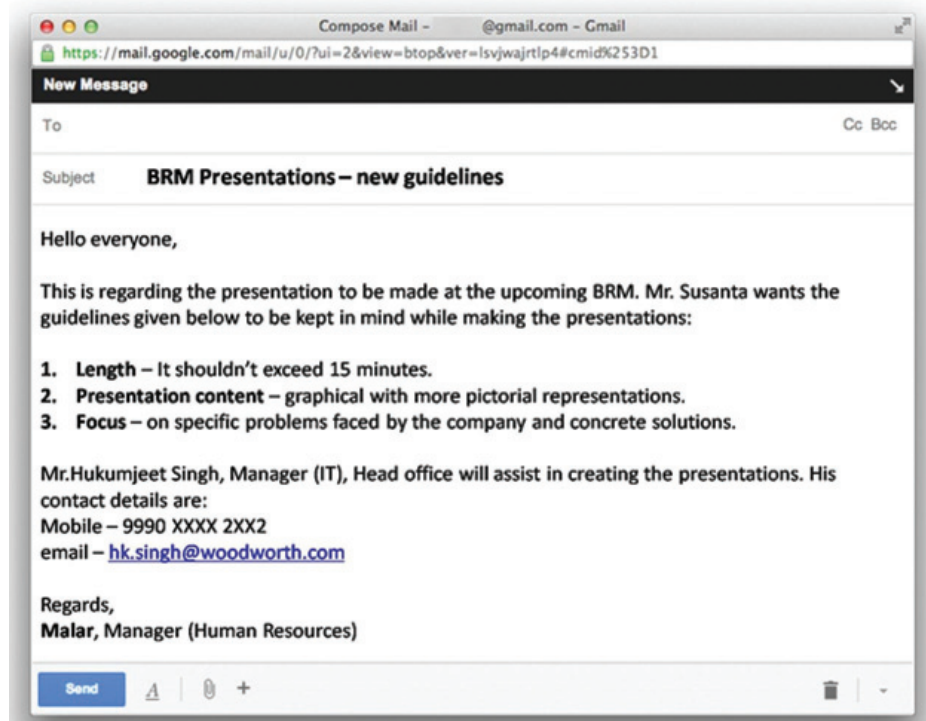 Compose Mail – @gmail.com – Gmail
https://mail.google.com/mail/u/0/?ui=2&view=btop&ver=lsvjwajrtlp4#cmid%253D1
New Message
To Cc Bcc
Subject BRM Presentations – new guidelines
Hello everyone,
This is regarding the presentation to be made at the upcoming BRM. Mr. Susanta wants the
guidelines given below to be kept in mind while making the presentations:
1. Length – It shouldn't exceed 15 minutes.
2. Presentation content – graphical with more pictorial representations.
3. Focus – on specific problems faced by the company and concrete solutions.
Mr.Hukumjeet Singh, Manager (IT), Head office will assist in creating the presentations. His
contact details are:
Mobile – 9990 XXXX 2XX2
email – hk.singh@woodworth.com
Regards,
Malar, Manager (Human Resources)
Send A +